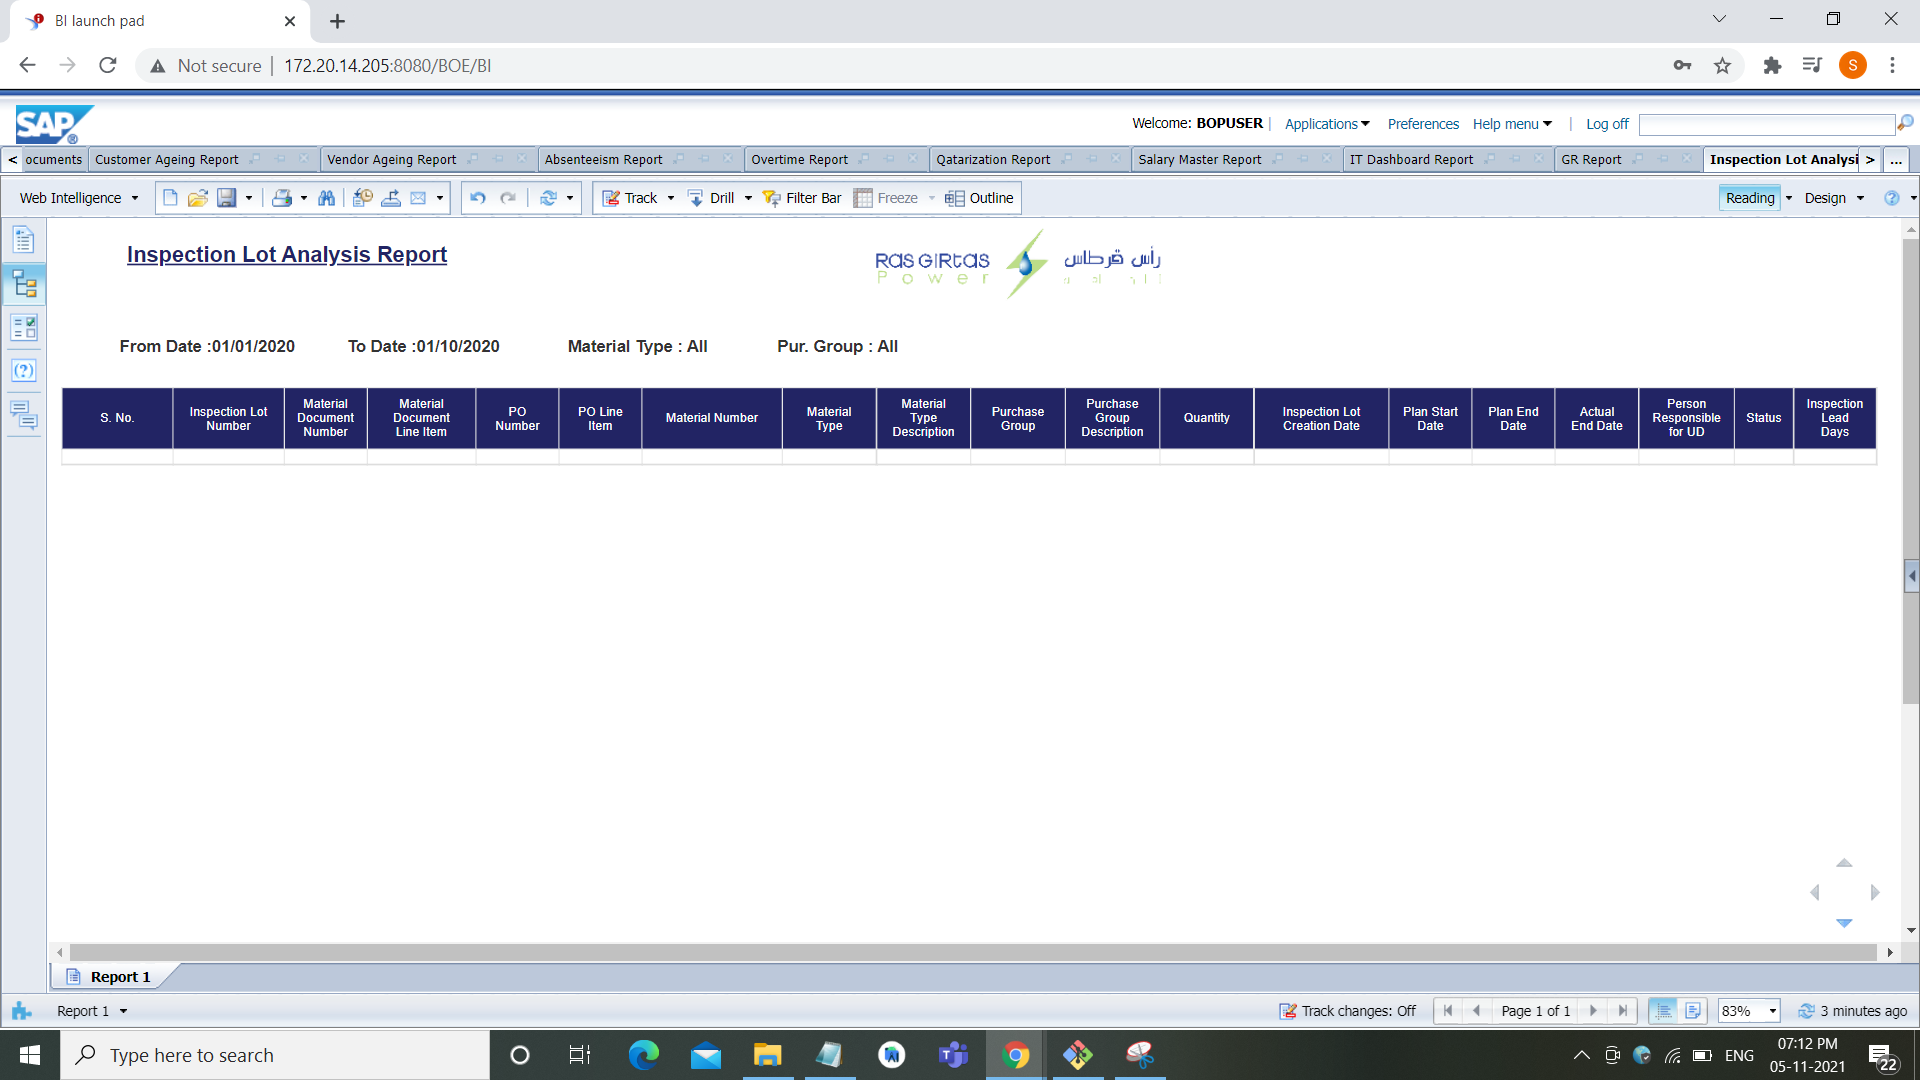 BI launch pad
Not secure
172.20.14.205:8080/BOE/BI
SAP
Welcome: BOPUSER
Applications
Preferences
Help menu
Log off
<
ocuments
Customer Ageing Report
Vendor Ageing Report
Absenteeism Report
Overtime Report
Qatarization Report
Salary Master Report
IT Dashboard Report
GR Report
Inspection Lot Analysi
>
...
Web Intelligence
Track
Drill
Filter Bar
Freeze
Outline
Reading
Design
Inspection Lot Analysis Report
RAS GIRTAS
Power
رأس قرطاس
From Date :01/01/2020
To Date :01/10/2020
Material Type : All
Pur. Group : All
S. No.
Inspection Lot
Number
Material
Document
Number
Material
Document
Line Item
PO
Number
PO Line
Item
Material Number
Material
Type
Material
Type
Description
Purchase
Group
Purchase
Group
Description
Quantity
Inspection Lot
Creation Date
Plan Start
Date
Plan End
Date
Actual
End Date
Person
Responsible
for UD
Status
Inspection
Lead
Days
Report 1
Report 1
Track changes: Off
Page 1 of 1
83%
3 minutes ago
Type here to search
ENG
07:12 PM
05-11-2021
22